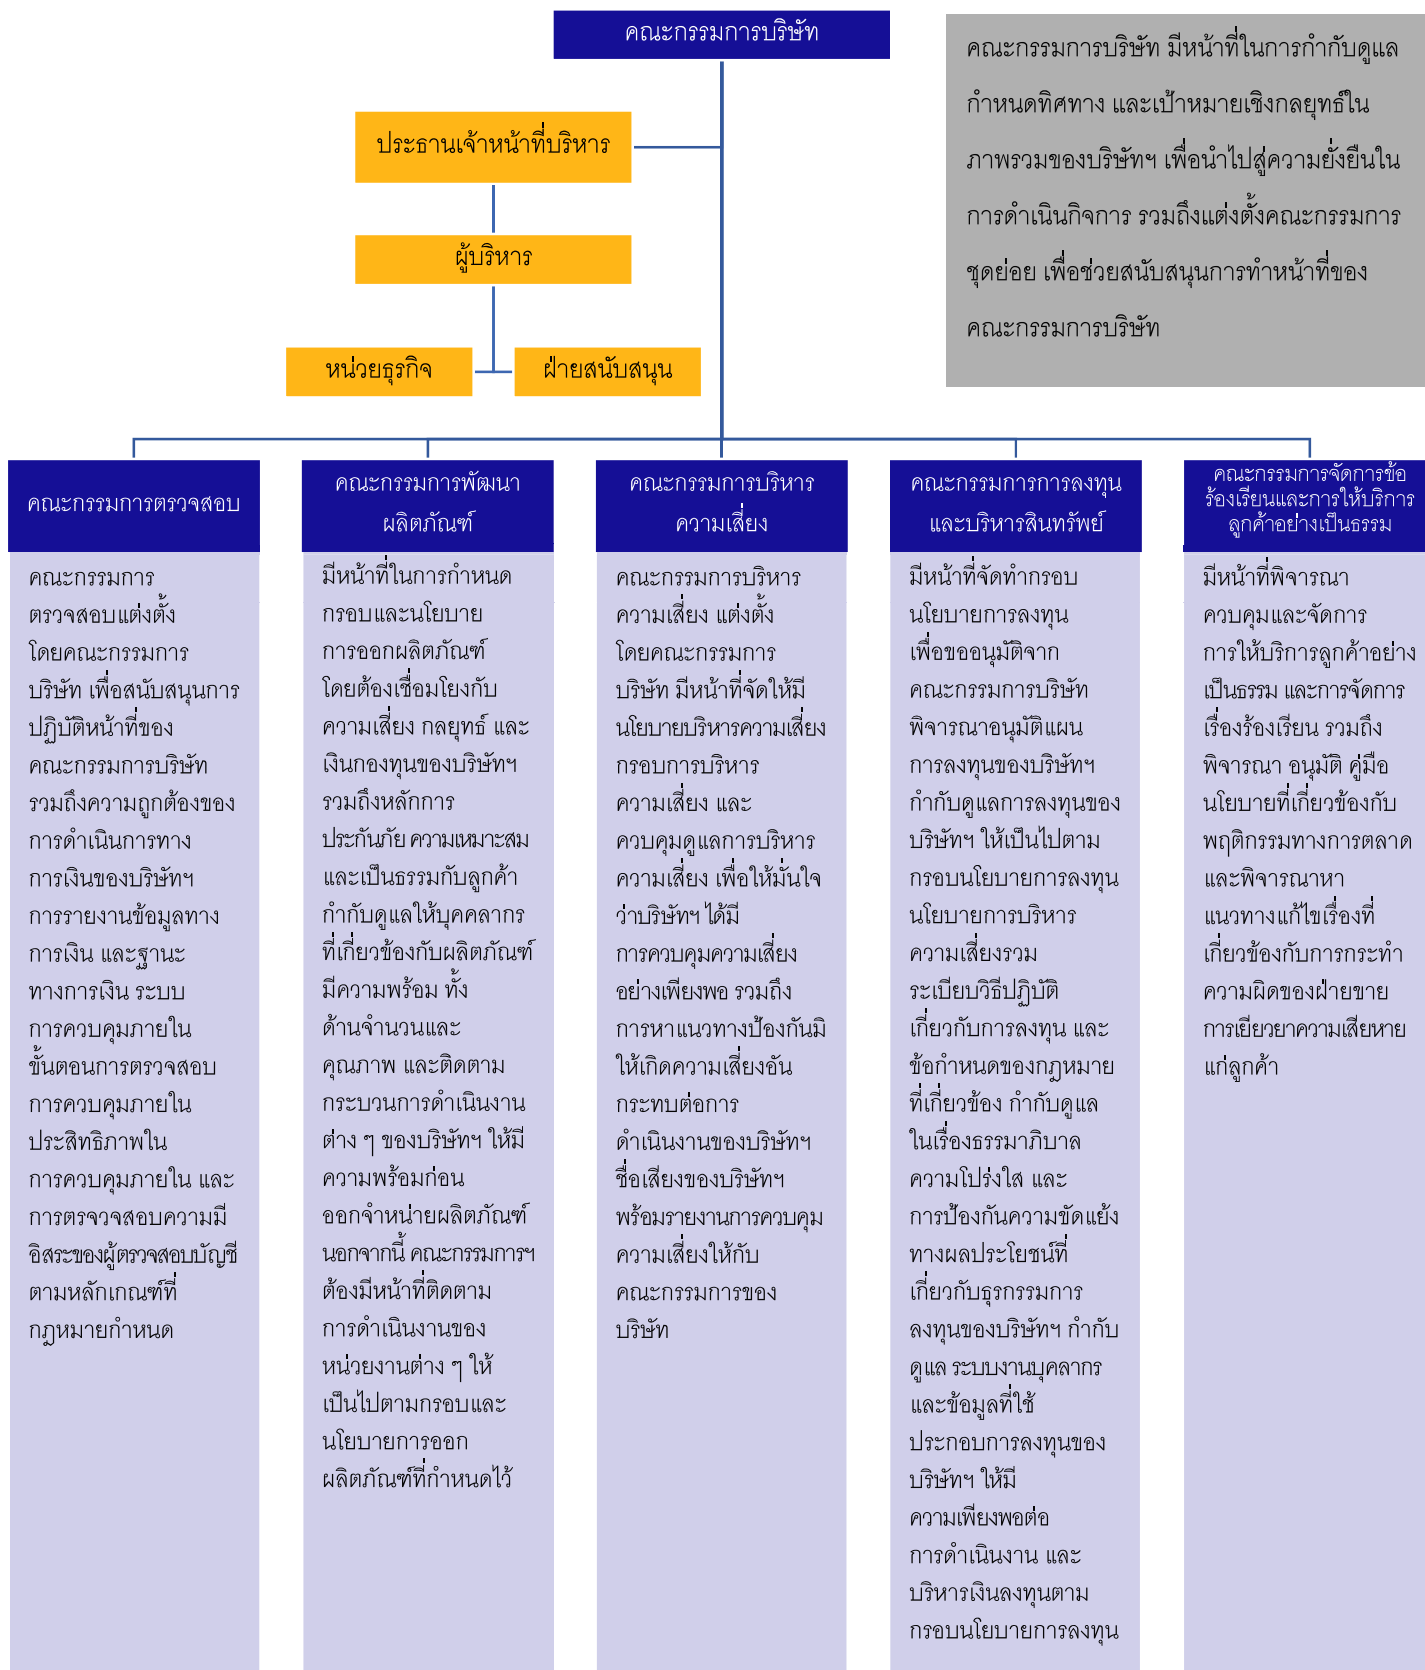 คณะกรรมการบริษัท
คณะกรรมการบริษัท มีหน้าที่ในการกำกับดูแล
กำหนดทิศทาง และเป้าหมายเชิงกลยุทธ์ใน
ภาพรวมของบริษัทฯ เพื่อนำไปสู่ความยั่งยืนใน
การดำเนินกิจการ รวมถึงแต่งตั้งคณะกรรมการ
ชุดย่อย เพื่อช่วยสนับสนุนการทำหน้าที่ของ
คณะกรรมการบริษัท
ประธานเจ้าหน้าที่บริหาร
ผู้บริหาร
หน่วยธุรกิจ
ฝ่ายสนับสนุน
คณะกรรมการตรวจสอบ
คณะกรรมการ
ตรวจสอบแต่งตั้ง
โดยคณะกรรมการ
บริษัท เพื่อสนับสนุนการ
ปฏิบัติหน้าที่ของ
คณะกรรมการบริษัท
รวมถึงความถูกต้องของ
การดำเนินการทาง
การเงินของบริษัทฯ
การรายงานข้อมูลทาง
การเงิน และฐานะ
ทางการเงิน ระบบ
การควบคุมภายใน
ขั้นตอนการตรวจสอบ
การควบคุมภายใน
ประสิทธิภาพใน
การควบคุมภายใน และ
การตรจวจสอบความมี
อิสระของผู้ตรวจสอบบัญชี
ตามหลักเกณฑ์ที่
กฎหมายกำหนด
คณะกรรมการพัฒนา
ผลิตภัณฑ์
มีหน้าที่ในการกำหนด
กรอบและนโยบาย
การออกผลิตภัณฑ์
โดยต้องเชื่อมโยงกับ
ความเสี่ยง กลยุทธ์ และ
เงินกองทุนของบริษัทฯ
รวมถึงหลักการ
ประกันภัย ความเหมาะสม
และเป็นธรรมกับลูกค้า
กำกับดูแลให้บุคคลากร
ที่เกี่ยวข้องกับผลิตภัณฑ์
มีความพร้อม ทั้ง
ด้านจำนวนและ
คุณภาพ และติดตาม
กระบวนการดำเนินงาน
ต่าง ๆ ของบริษัทฯ ให้มี
ความพร้อมก่อน
ออกจำหน่ายผลิตภัณฑ์
นอกจากนี้ คณะกรรมการฯ
ต้องมีหน้าที่ติดตาม
การดำเนินงานของ
หน่วยงานต่าง ๆ ให้
เป็นไปตามกรอบและ
นโยบายการออก
ผลิตภัณฑ์ที่กำหนดไว้
คณะกรรมการบริหาร
ความเสี่ยง
คณะกรรมการบริหาร
ความเสี่ยง แต่งตั้ง
โดยคณะกรรมการ
บริษัท มีหน้าที่จัดให้มี
นโยบายบริหารความเสี่ยง
กรอบการบริหาร
ความเสี่ยง และ
ควบคุมดูแลการบริหาร
ความเสี่ยง เพื่อให้มั่นใจ
ว่าบริษัทฯ ได้มี
การควบคุมความเสี่ยง
อย่างเพียงพอ รวมถึง
การหาแนวทางป้องกันมิ
ให้เกิดความเสี่ยงอัน
กระทบต่อการ
ดำเนินงานของบริษัทฯ
ชื่อเสียงของบริษัทฯ
พร้อมรายงานการควบคุม
ความเสี่ยงให้กับ
คณะกรรมการของ
บริษัท
คณะกรรมการการลงทุน
และบริหารสินทรัพย์
มีหน้าที่จัดทำกรอบ
นโยบายการลงทุน
เพื่อขออนุมัติจาก
คณะกรรมการบริษัท
พิจารณาอนุมัติแผน
การลงทุนของบริษัทฯ
กำกับดูแลการลงทุนของ
บริษัทฯ ให้เป็นไปตาม
กรอบนโยบายการลงทุน
นโยบายการบริหาร
ความเสี่ยงรวม
ระเบียบวิธีปฏิบัติ
เกี่ยวกับการลงทุน และ
ข้อกำหนดของกฎหมาย
ที่เกี่ยวข้อง กำกับดูแล
ในเรื่องธรรมาภิบาล
ความโปร่งใส และ
การป้องกันความขัดแย้ง
ทางผลประโยชน์ที่
เกี่ยวกับธุรกรรมการ
ลงทุนของบริษัทฯ กำกับ
ดูแล ระบบงานบุคลากร
และข้อมูลที่ใช้
ประกอบการลงทุนของ
บริษัทฯ ให้มี
ความเพียงพอต่อ
การดำเนินงาน และ
บริหารเงินลงทุนตาม
กรอบนโยบายการลงทุน
คณะกรรมการจัดการข้อ
ร้องเรียนและการให้บริการ
ลูกค้าอย่างเป็นธรรม
มีหน้าที่พิจารณา
ควบคุมและจัดการ
การให้บริการลูกค้าอย่าง
เป็นธรรม และการจัดการ
เรื่องร้องเรียน รวมถึง
พิจารณา อนุมัติ คู่มือ
นโยบายที่เกี่ยวข้องกับ
พฤติกรรมทางการตลาด
และพิจารณาหา
แนวทางแก้ไขเรื่องที่
เกี่ยวข้องกับการกระทำ
ความผิดของฝ่ายขาย
การเยียวยาความเสียหาย
แก่ลูกค้า